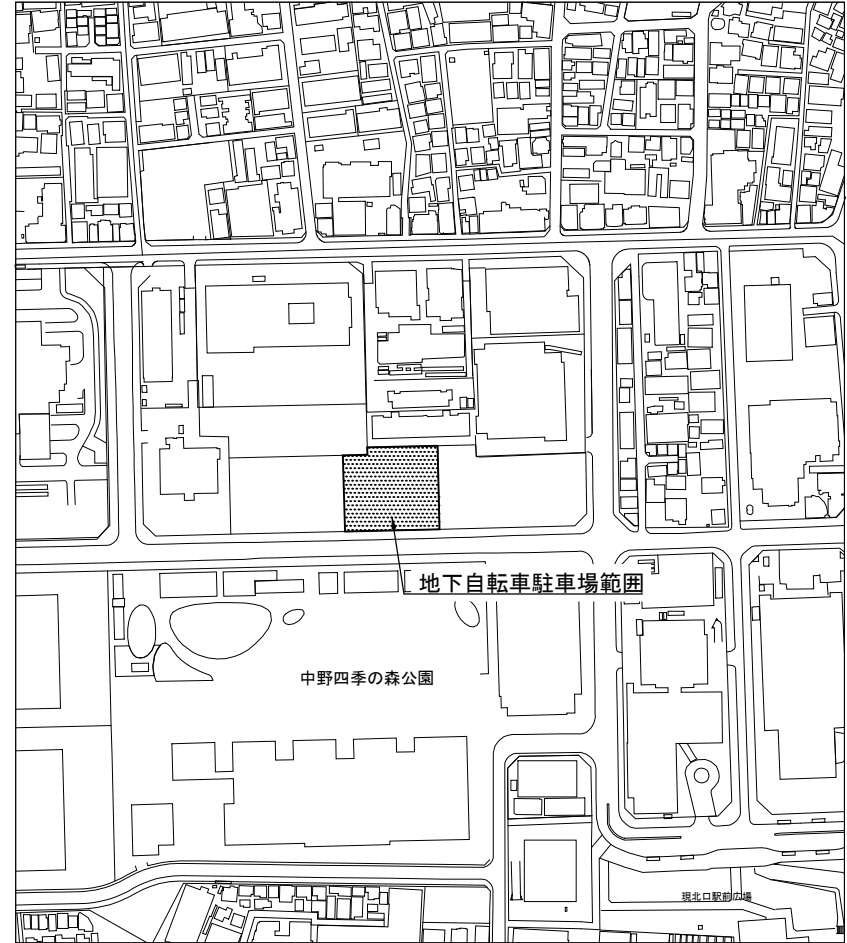 地下自転車駐車場範囲
中野四季の森公園
現北口駅前広場